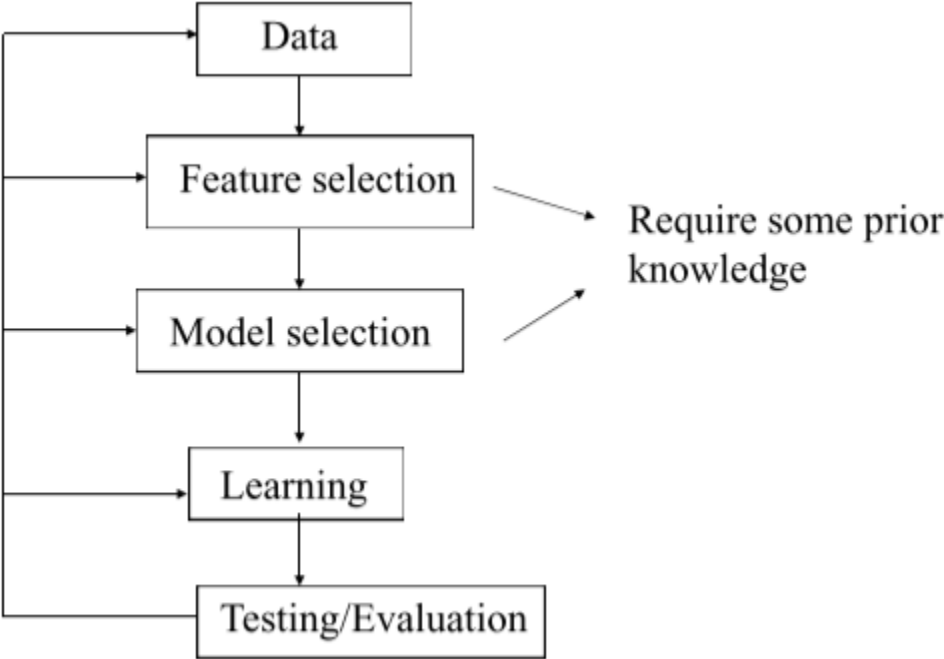 Data
Feature selection
Require some prior
knowledge
Model selection
Learning
Testing/Evaluation